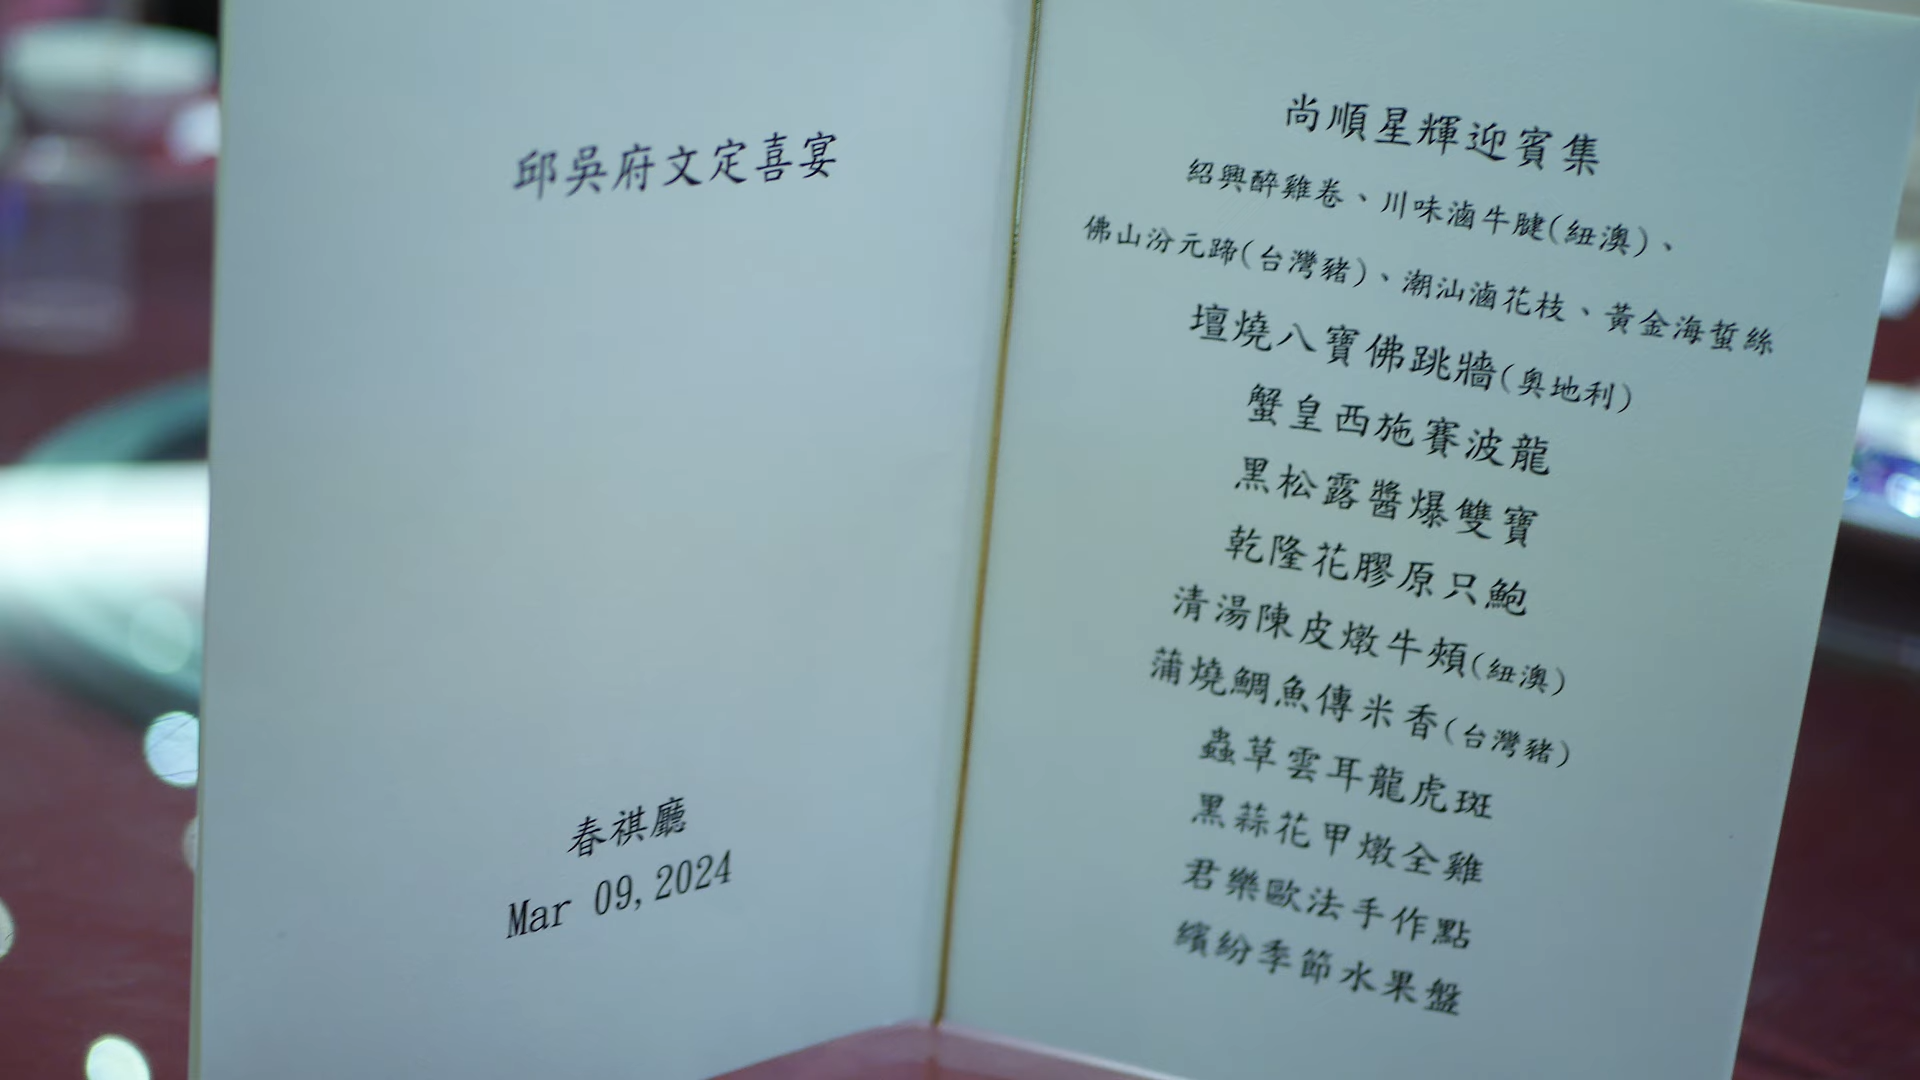 邱吳府文定喜宴
春祺廳
Mar 09,2024
尚順星輝迎賓集
紹興醉雞卷、川味滷牛腱(紐澳)、
佛山汾元蹄(台灣豬)、潮汕滷花枝、黃金海蜇絲
壇燒八寶佛跳牆(奧地利)
蟹皇西施賽波龍
黑松露醬爆雙寶
乾隆花膠原只鮑
清湯陳皮燉牛頰(紐澳)
蒲燒鯛魚傳米香(台灣豬)
蟲草雲耳龍虎斑
黑蒜花甲燉全雞
君樂歐法手作點
繽紛季節水果盤